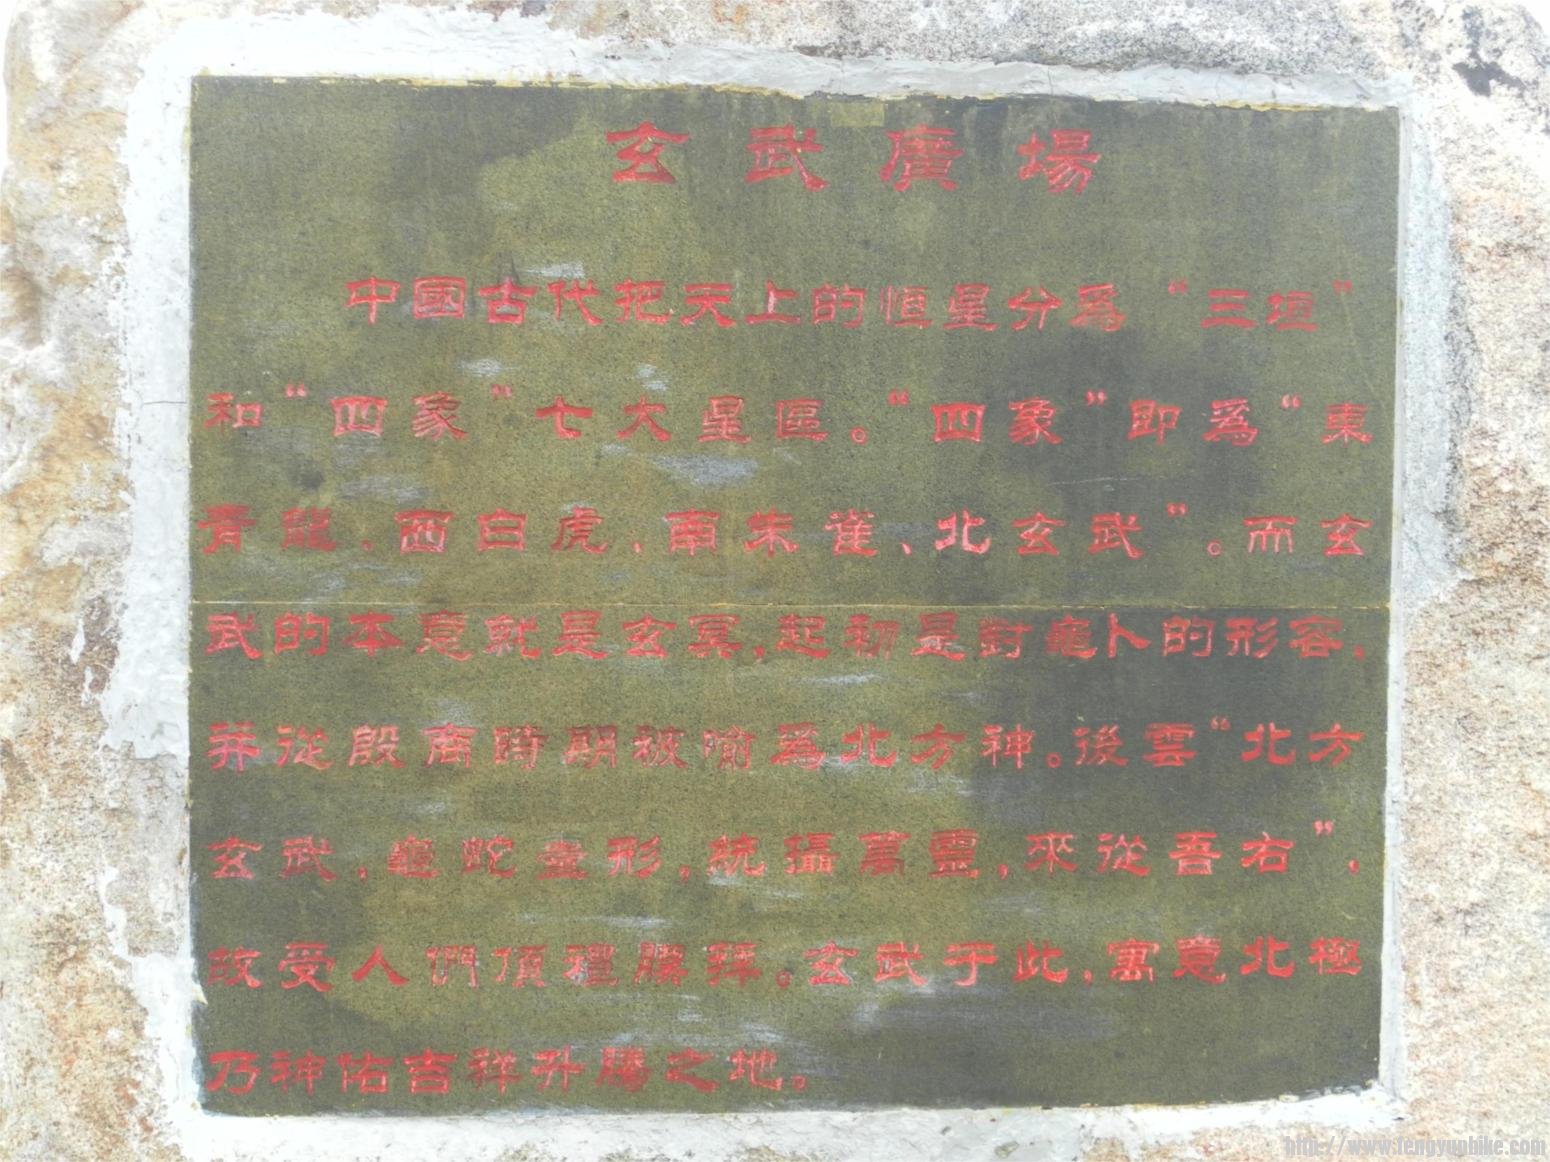 玄武廣場
中國古代把天上的恒星分爲“三垣”
和“四象”七大星區。“四象”即爲“東
青龍、西白虎、南朱雀、北玄武”。而玄
武的本意就是玄冥，起初是對龜卜的形容，
并從殷商時期被喻爲北方神。後雲“北方
玄武，龜蛇盤形，統攝萬靈，來從吾右”，
故受人們頂禮膜拜。玄武于此，寓意北極
乃神佑吉祥升騰之地。
http://www.fengyunbike.com